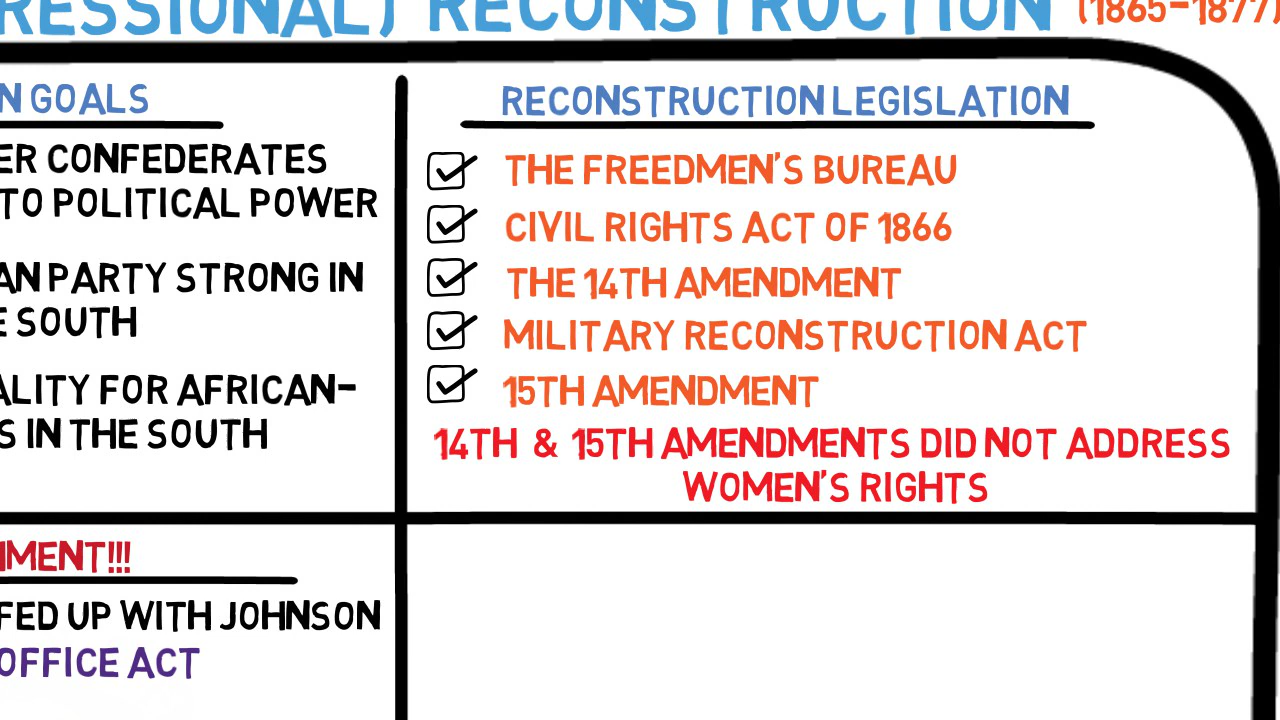 RESSIONAL) RECONSTRUCTION (1865-1877)
N GOALS
ER CONFEDERATES
TO POLITICAL POWER
AN PARTY STRONG IN
E SOUTH
ALITY FOR AFRICAN-
S IN THE SOUTH
RECONSTRUCTION LEGISLATION
THE FREEDMEN'S BUREAU
CIVIL RIGHTS ACT OF 1866
THE 14TH AMENDMENT
MILITARY RECONSTRUCTION ACT
15TH AMENDMENT
14TH & 15TH AMENDMENTS DID NOT ADDRESS
WOMEN'S RIGHTS
MENT!!!
FED UP WITH JOHNSON
OFFICE ACT